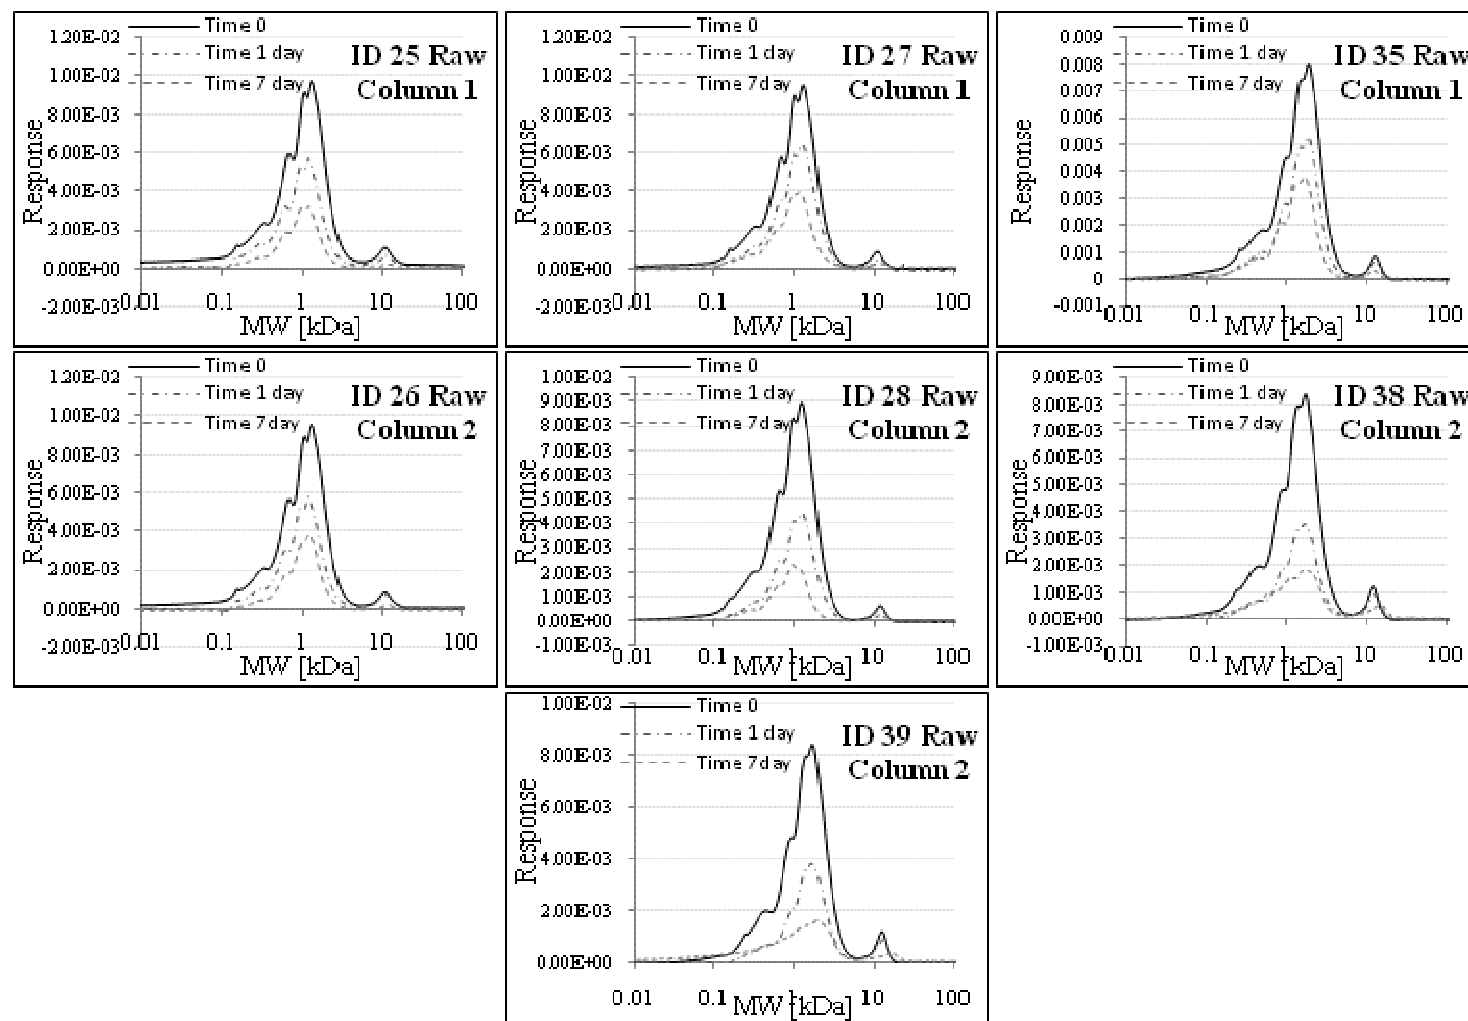 Time 0
Time 1 day
Time 7 day
ID 25 Raw
Column 1
1.20E-02
1.00E-02
8.00E-03
6.00E-03
4.00E-03
2.00E-03
0.00E+00
-2.00E-03
Response
0.01 0.1 1 10 100
MW [kDa]
Time 0
Time 1 day
Time 7day
ID 27 Raw
Column 1
1.20E-02
1.00E-02
8.00E-03
6.00E-03
4.00E-03
2.00E-03
0.00E+00
-2.00E-03
Response
0.01 0.1 1 10 100
MW [kDa]
Time 0
Time 1 day
Time 7 day
ID 35 Raw
Column 1
0.009
0.008
0.007
0.006
0.005
0.004
0.003
0.002
0.001
0
-0.001
Response
0.01 0.1 1 10 100
MW [kDa]
Time 0
Time 1 day
Time 7 day
ID 26 Raw
Column 2
1.20E-02
1.00E-02
8.00E-03
6.00E-03
4.00E-03
2.00E-03
0.00E+00
-2.00E-03
Response
0.01 0.1 1 10 100
MW [kDa]
Time 0
Time 1 day
Time 7 day
ID 28 Raw
Column 2
1.00E-02
9.00E-03
8.00E-03
7.00E-03
6.00E-03
5.00E-03
4.00E-03
3.00E-03
2.00E-03
1.00E-03
0.00E+00
-1.00E-03
Response
0.01 0.1 1 10 100
MW [kDa]
Time 0
Time 1 day
Time 7 day
ID 38 Raw
Column 2
9.00E-03
8.00E-03
7.00E-03
6.00E-03
5.00E-03
4.00E-03
3.00E-03
2.00E-03
1.00E-03
0.00E+00
-1.00E-03
Response
0.01 0.1 1 10 100
MW [kDa]
Time 0
Time 1 day
Time 7day
ID 39 Raw
Column 2
1.00E-02
8.00E-03
6.00E-03
4.00E-03
2.00E-03
0.00E+00
Response
0.01 0.1 1 10 100
MW [kDa]